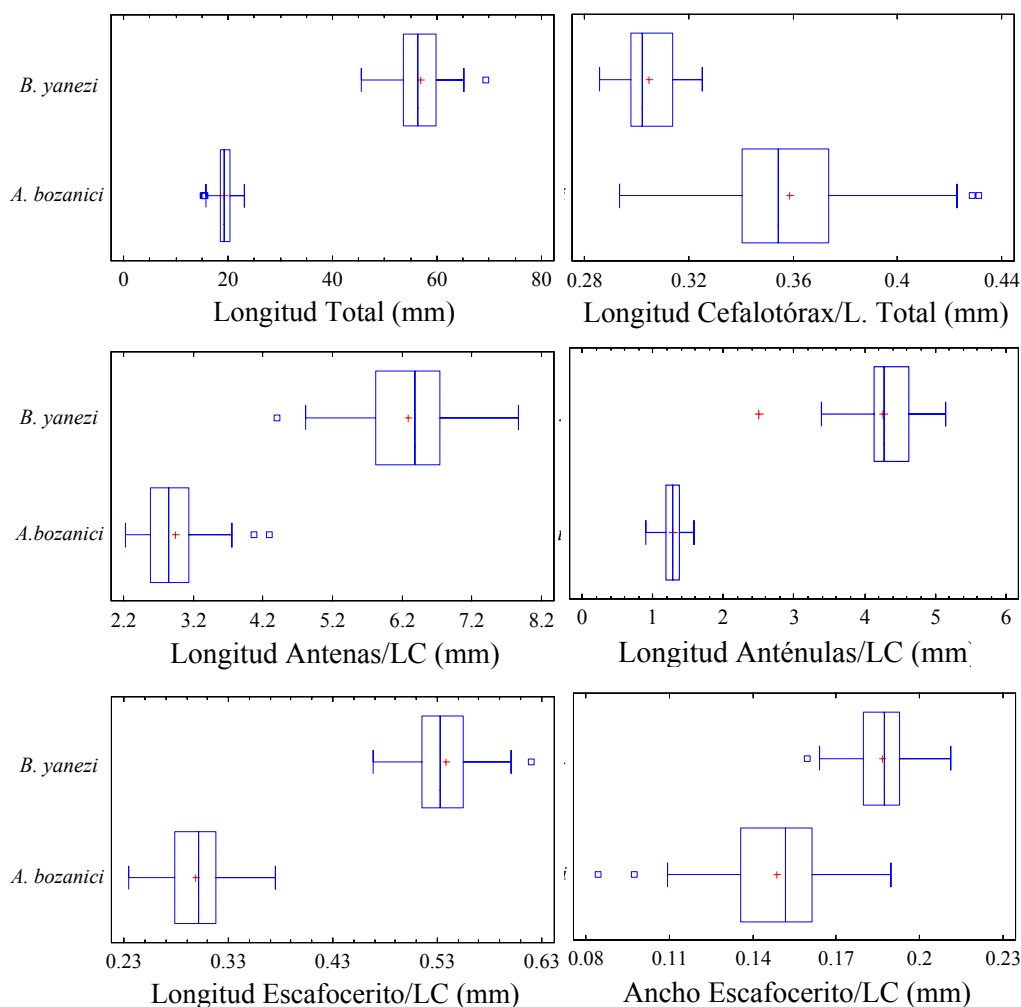 B. yanezi
A. bozanici
0 20 40 60 80
Longitud Total (mm)
0.28 0.32 0.36 0.4 0.44
Longitud Cefalotórax/L. Total (mm)
B. yanezi
A.bozanici
2.2 3.2 4.2 5.2 6.2 7.2 8.2
Longitud Antenas/LC (mm)
0 1 2 3 4 5 6
Longitud Anténulas/LC (mm)
B. yanezi
A. bozanici
0.23 0.33 0.43 0.53 0.63
Longitud Escafocerito/LC (mm)
0.08 0.11 0.14 0.17 0.2 0.23
Ancho Escafocerito/LC (mm)